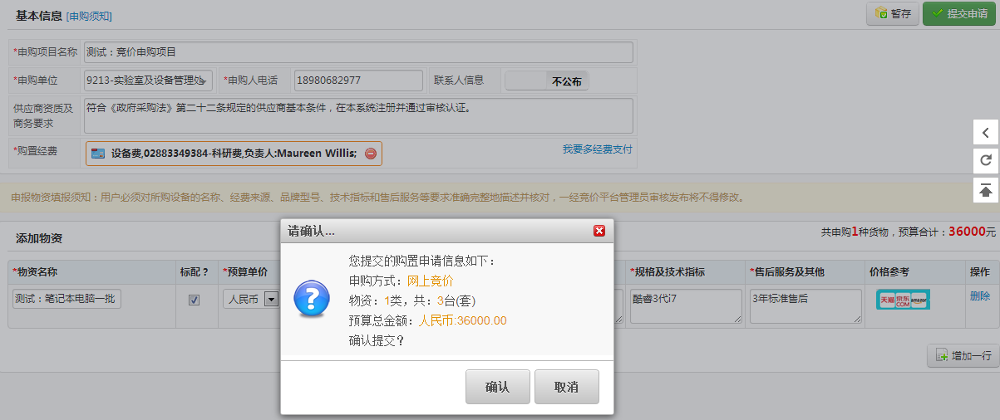 基本信息 [申购须知]
暂存
提交申请
*申购项目名称
测试：竞价申购项目
*申购单位
9213-实验室及设备管理处
*申购人电话
18980682977
联系人信息
不公布
供应商资质及
商务要求
符合《政府采购法》第二十二条规定的供应商基本条件，在本系统注册并通过审核认证。
*购置经费
设备费,02883349384-科研费,负责人:Maureen Willis;
我要多经费支付
申报物资填报须知：用户必须对所购设备的名称、经费来源、品牌型号、技术指标和售后服务等要求准确完整地描述并核对，一经竞价平台管理员审核发布将不得修改。
添加物资
共申购1种货物，预算合计：36000元
*物资名称
标配？
*预算单价
*规格及技术指标
*售后服务及其他
价格参考
操作
测试：笔记本电脑一批
人民币
酷睿3代i7
3年标准售后
天猫
京东
COM
amazon
删除
增加一行
请确认...
您提交的购置申请信息如下：
申购方式：网上竞价
物资：1类，共：3台(套)
预算总金额：人民币:36000.00
确认提交？
确认
取消